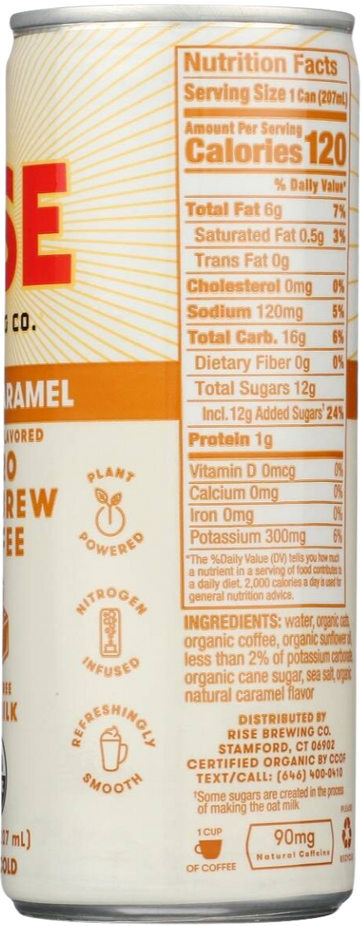 SE
CO.
RAMEL
LAVORED
REW
EE
LK
PLANT
POWERED
NITROGEN
INFUSED
REFRESHINGLY
SMOOTH
07 mL)
OLD
Nutrition Facts
Serving Size 1 Can (207mL)
Amount Per Serving
Calories 120
% Daily Value*
Total Fat 6g 7%
Saturated Fat 0.5g 3%
Trans Fat 0g
Cholesterol 0mg 0%
Sodium 120mg 5%
Total Carb. 16g 6%
Dietary Fiber 0g 0%
Total Sugars 12g
Incl. 12g Added Sugars† 24%
Protein 1g
Vitamin D 0mcg 0%
Calcium 0mg 0%
Iron 0mg 0%
Potassium 300mg 6%
*The %Daily Value (DV) tells you how much
a nutrient in a serving of food contributes to
a daily diet. 2,000 calories a day is used for
general nutrition advice.
INGREDIENTS: water, organic oats,
organic coffee, organic sunflower oil,
less than 2% of potassium carbonate,
organic cane sugar, sea salt, organic
natural caramel flavor
DISTRIBUTED BY
RISE BREWING CO.
STAMFORD, CT 06902
CERTIFIED ORGANIC BY CCOF
TEXT/CALL: (646) 400-0410
†Some sugars are created in the process
of making the oat milk
1 CUP
OF COFFEE
90mg
Natural Caffeine
PLEASE
RECYCLE